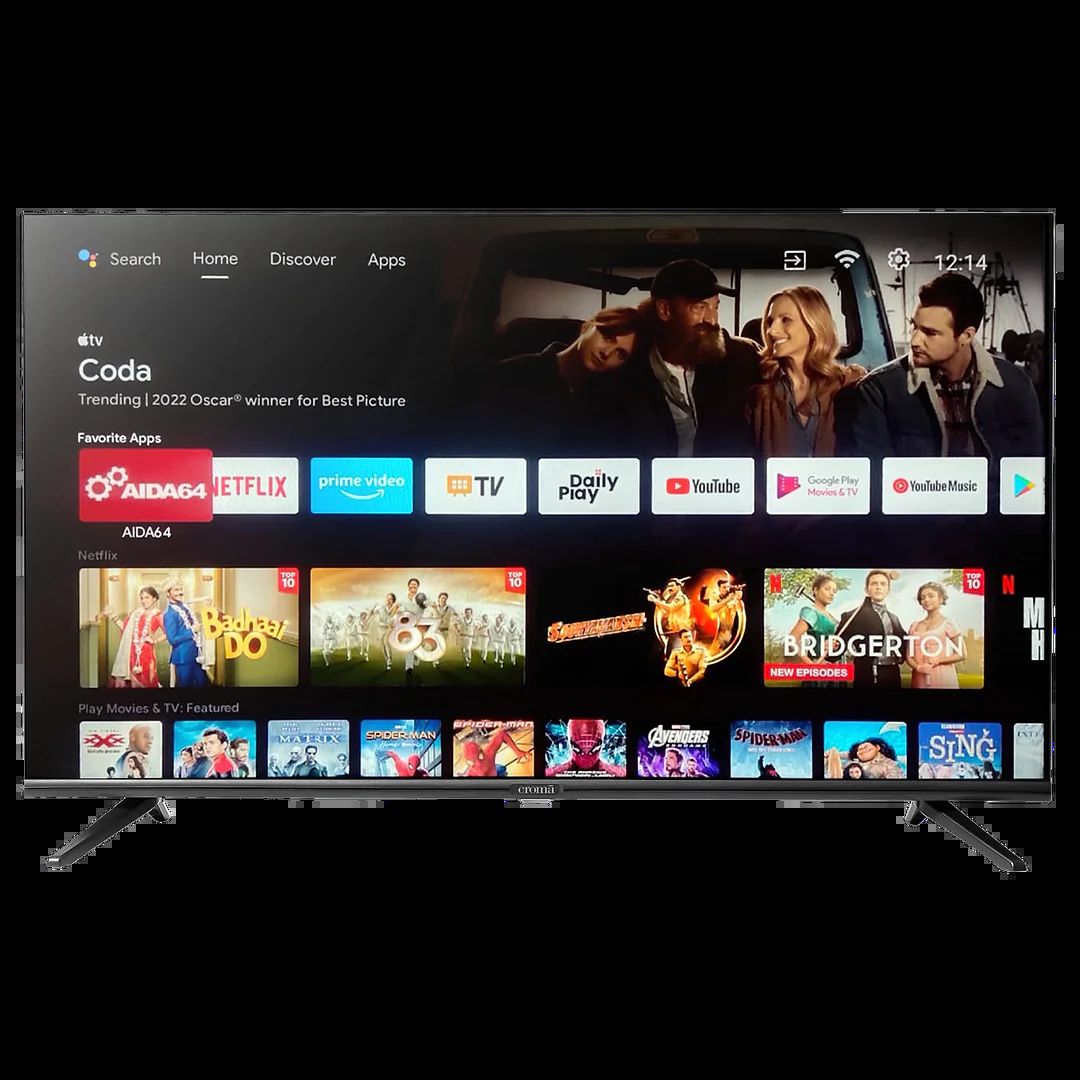 Search Home Discover Apps 12:14
tv
Coda
Trending | 2022 Oscar® winner for Best Picture
Favorite Apps
AIDA64
NETFLIX
prime video
TV
Daily
Play
YouTube
Google Play
Movies & TV
YouTube Music
AIDA64
Netflix
TOP
10
Badhaai
DO
TOP
10
83
SOORYAVANSHI
N
TOP
10
BRIDGERTON
NEW EPISODES
N
M
H
Play Movies & TV: Featured
xXx
MATRIX
SPIDER-MAN
SPIDER-MAN
AVENGERS
SPIDER-MAN
SING
cromā